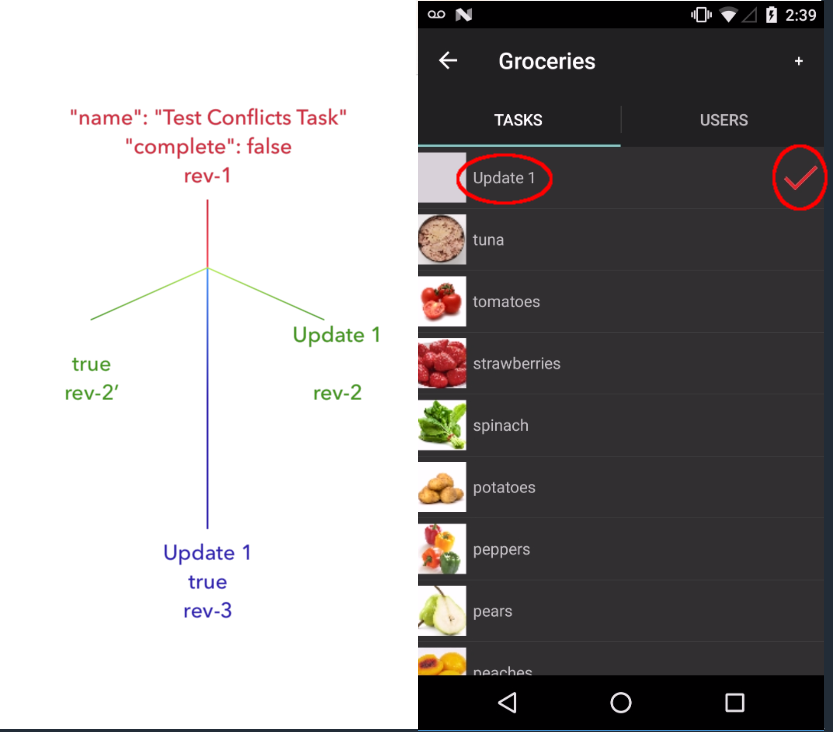 "name": "Test Conflicts Task"
"complete": false
rev-1
true
rev-2’
Update 1
rev-2
Update 1
true
rev-3
2:39
Groceries
+
TASKS
USERS
Update 1
tuna
tomatoes
strawberries
spinach
potatoes
peppers
pears
peaches